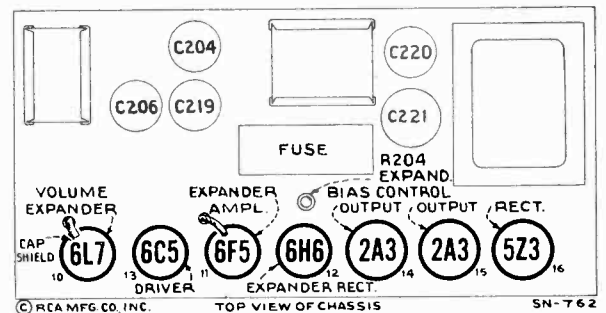 C204
C220
C206
C219
C221
FUSE
R204
EXPAND.
BIAS CONTROL
VOLUME
EXPANDER
EXPANDER
AMPL.
OUTPUT
OUTPUT
RECT.
CAP
SHIELD
6L7
6C5
6F5
6H6
2A3
2A3
5Z3
10
13
11
12
14
15
16
DRIVER
EXPANDER RECT.
© RCA MFG. CO. INC.
TOP VIEW OF CHASSIS
SN-762